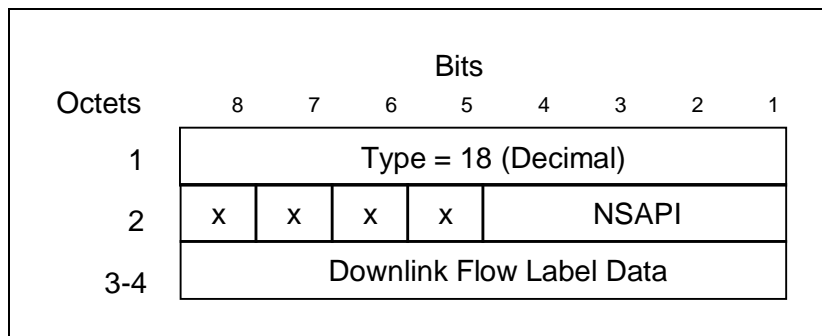 Bits
Octets 8 7 6 5 4 3 2 1
1 Type = 18 (Decimal)
2 x x x x NSAPI
3-4 Downlink Flow Label Data